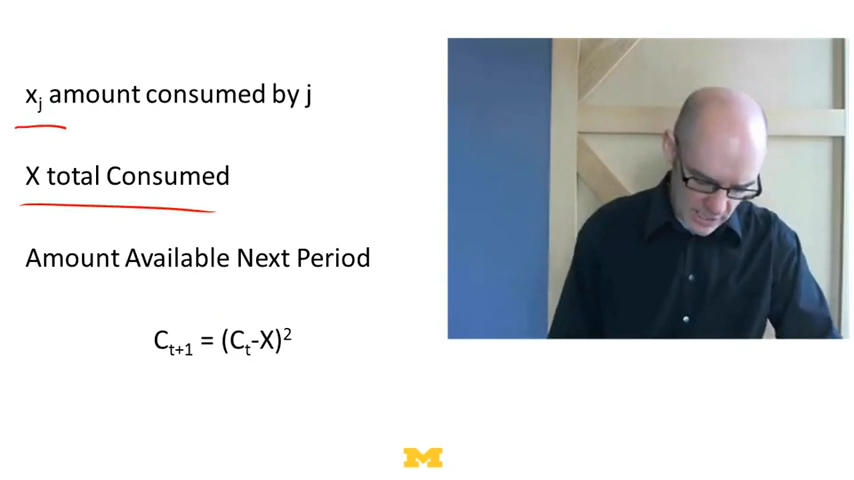 xj amount consumed by j
X total Consumed
Amount Available Next Period
Ct+1 = (Ct-X)²
M